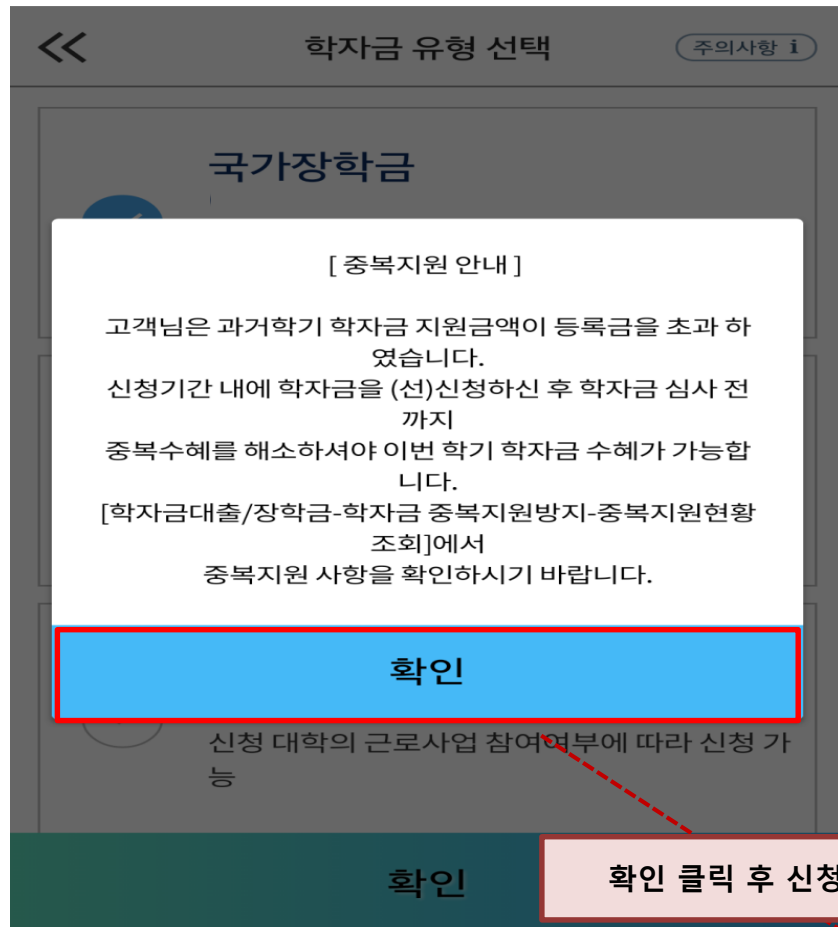 학자금 유형 선택
주의사항 i
국가장학금
[ 중복지원 안내 ]
고객님은 과거학기 학자금 지원금액이 등록금을 초과 하
였습니다.
신청기간 내에 학자금을 (선)신청하신 후 학자금 심사 전
까지
중복수혜를 해소하셔야 이번 학기 학자금 수혜가 가능합
니다.
[학자금대출/장학금-학자금 중복지원방지-중복지원현황
조회]에서
중복지원 사항을 확인하시기 바랍니다.
확인
신청 대학의 근로사업 참여여부에 따라 신청 가
능
확인
확인 클릭 후 신청